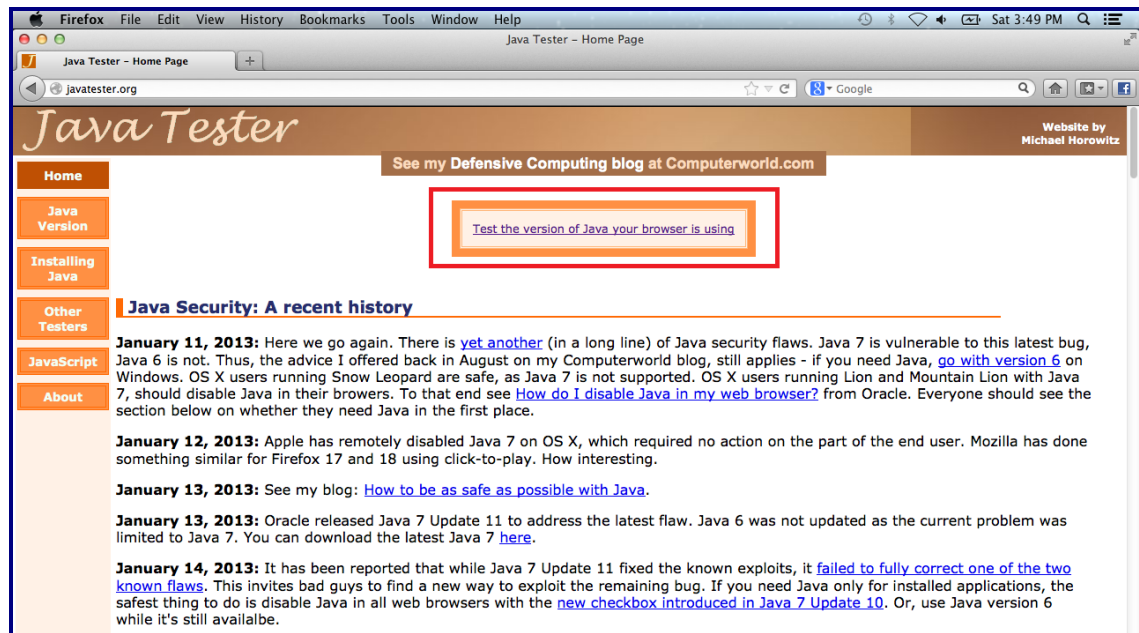 Firefox File Edit View History Bookmarks Tools Window Help Sat 3:49 PM
Java Tester – Home Page
Java Tester – Home Page
javatester.org Google
Java Tester
Website by
Michael Horowitz
See my Defensive Computing blog at Computerworld.com
Home
Java
Version
Test the version of Java your browser is using
Installing
Java
Other
Testers
JavaScript
About
Java Security: A recent history
January 11, 2013: Here we go again. There is yet another (in a long line) of Java security flaws. Java 7 is vulnerable to this latest bug,
Java 6 is not. Thus, the advice I offered back in August on my Computerworld blog, still applies - if you need Java, go with version 6 on
Windows. OS X users running Snow Leopard are safe, as Java 7 is not supported. OS X users running Lion and Mountain Lion with Java
7, should disable Java in their browers. To that end see How do I disable Java in my web browser? from Oracle. Everyone should see the
section below on whether they need Java in the first place.
January 12, 2013: Apple has remotely disabled Java 7 on OS X, which required no action on the part of the end user. Mozilla has done
something similar for Firefox 17 and 18 using click-to-play. How interesting.
January 13, 2013: See my blog: How to be as safe as possible with Java.
January 13, 2013: Oracle released Java 7 Update 11 to address the latest flaw. Java 6 was not updated as the current problem was
limited to Java 7. You can download the latest Java 7 here.
January 14, 2013: It has been reported that while Java 7 Update 11 fixed the known exploits, it failed to fully correct one of the two
known flaws. This invites bad guys to find a new way to exploit the remaining bug. If you need Java only for installed applications, the
safest thing to do is disable Java in all web browsers with the new checkbox introduced in Java 7 Update 10. Or, use Java version 6
while it's still availalbe.